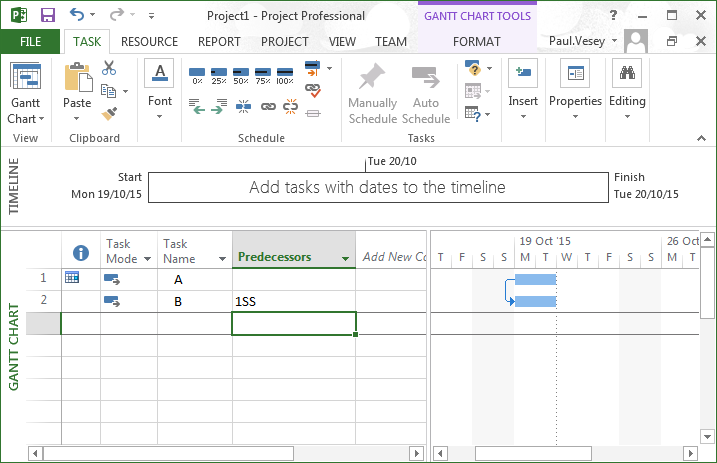 Project1 - Project Professional
GANTT CHART TOOLS
FILE TASK RESOURCE REPORT PROJECT VIEW TEAM FORMAT Paul.Vesey
Gantt Chart
Paste
A
Font
0% 25% 50% 75% 100%
Manually Schedule
Auto Schedule
Insert
Properties
Editing
View Clipboard Schedule Tasks
TIMELINE
Tue 20/10
Start
Mon 19/10/15
Add tasks with dates to the timeline
Finish
Tue 20/10/15
GANTT CHART
Task Mode
Task Name
Predecessors
Add New Co
19 Oct '15
26 Oct
T F S S M T W T F S S M T
1 A
2 B 1SS